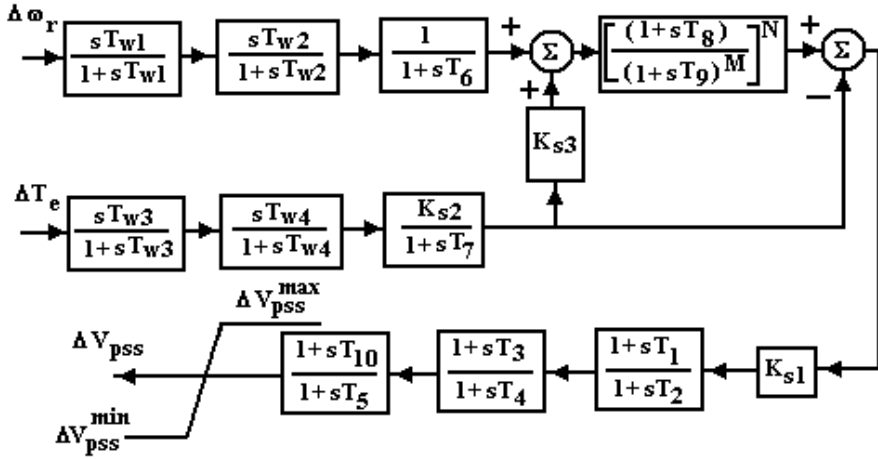 Δω_r
sT_w1 / 1+sT_w1
sT_w2 / 1+sT_w2
1 / 1+sT_6
+
Σ
+
[ (1+sT_8) / (1+sT_9)^M ]^N
+
Σ
−
K_s3
ΔT_e
sT_w3 / 1+sT_w3
sT_w4 / 1+sT_w4
K_s2 / 1+sT_7
ΔV_pss^max
ΔV_pss
1+sT_10 / 1+sT_5
1+sT_3 / 1+sT_4
1+sT_1 / 1+sT_2
K_s1
ΔV_pss^min